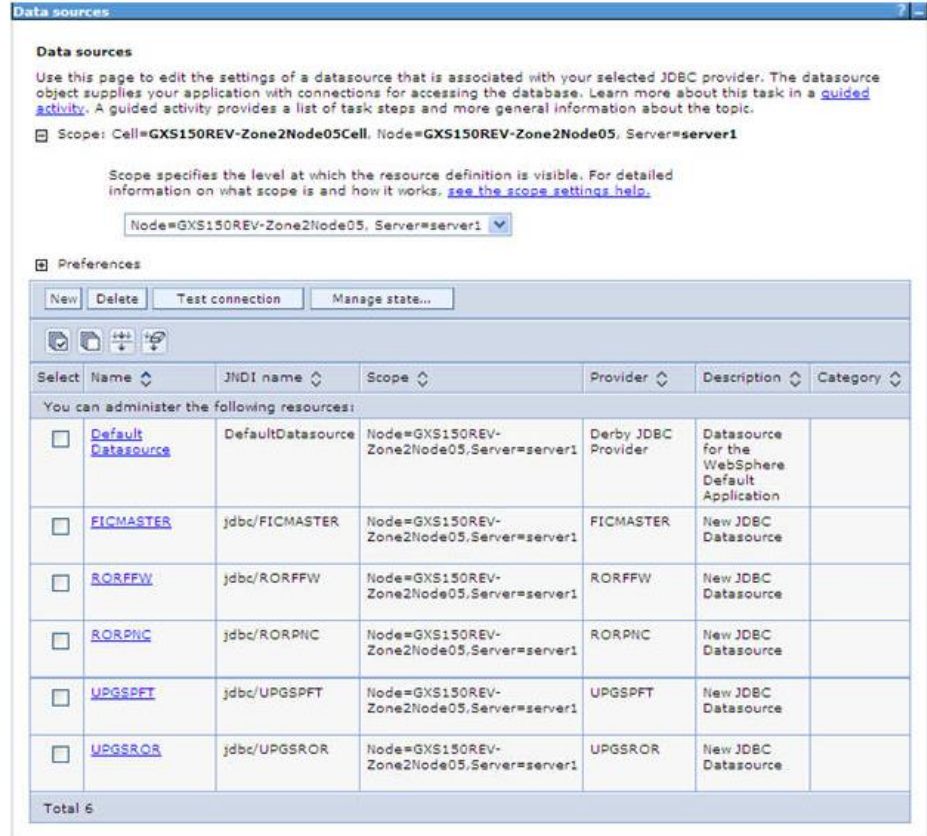 Data sources ? –
Data sources
Use this page to edit the settings of a datasource that is associated with your selected JDBC provider. The datasource
object supplies your application with connections for accessing the database. Learn more about this task in a guided
activity. A guided activity provides a list of task steps and more general information about the topic.
Scope: Cell=GXS150REV-Zone2Node05Cell, Node=GXS150REV-Zone2Node05, Server=server1
Scope specifies the level at which the resource definition is visible. For detailed
information on what scope is and how it works, see the scope settings help.
Node=GXS150REV-Zone2Node05, Server=server1
Preferences
New Delete Test connection Manage state...
Select Name JNDI name Scope Provider Description Category
You can administer the following resources:
Default DefaultDatasource Node=GXS150REV- Derby JDBC Datasource
Datasource Zone2Node05,Server=server1 Provider for the
WebSphere
Default
Application
FICMASTER jdbc/FICMASTER Node=GXS150REV- FICMASTER New JDBC
Zone2Node05,Server=server1 Datasource
RORFFW jdbc/RORFFW Node=GXS150REV- RORFFW New JDBC
Zone2Node05,Server=server1 Datasource
RORPNC jdbc/RORPNC Node=GXS150REV- RORPNC New JDBC
Zone2Node05,Server=server1 Datasource
UPGSPFT jdbc/UPGSPFT Node=GXS150REV- UPGSPFT New JDBC
Zone2Node05,Server=server1 Datasource
UPGSROR jdbc/UPGSROR Node=GXS150REV- UPGSROR New JDBC
Zone2Node05,Server=server1 Datasource
Total 6